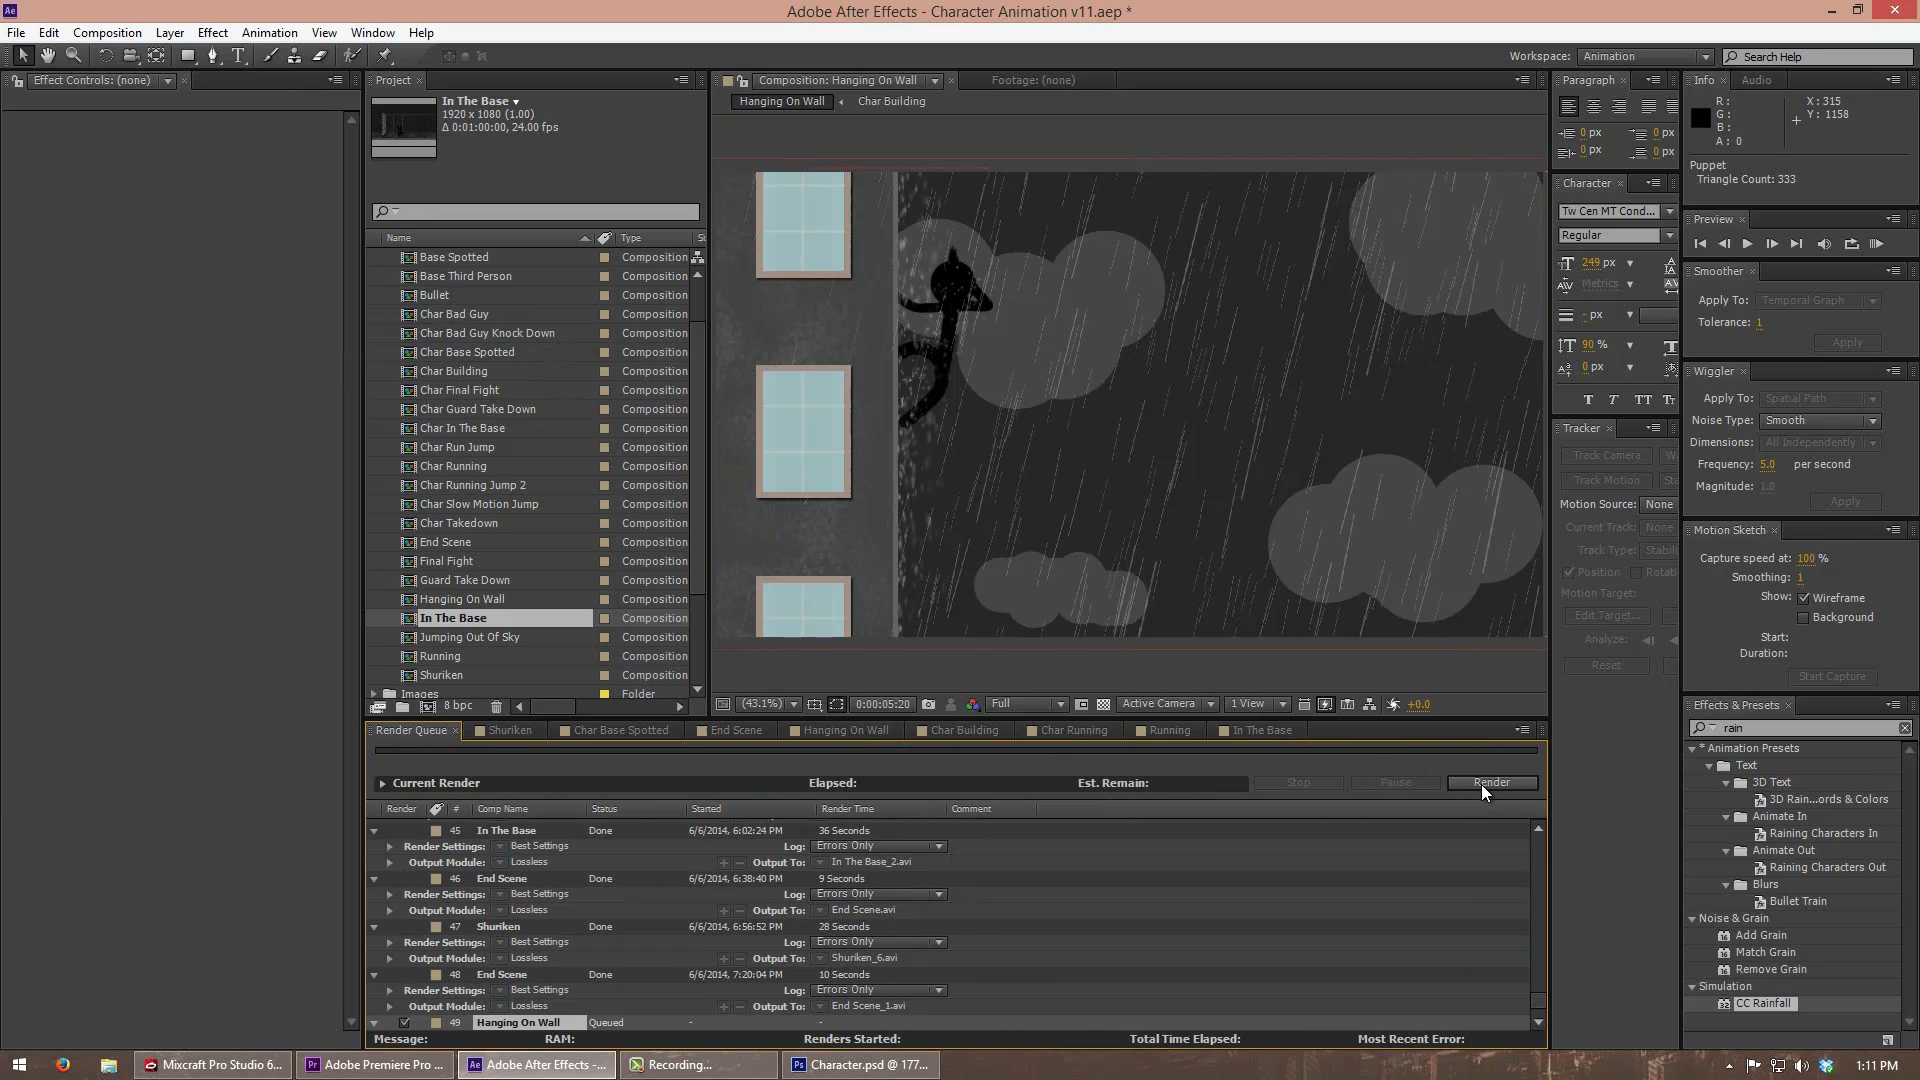 Adobe After Effects - Character Animation v11.aep *
File Edit Composition Layer Effect Animation View Window Help
Workspace: Animation Search Help
Effect Controls: (none)
Project
In The Base
1920 x 1080 (1.00)
Δ 0:01:00:00, 24.00 fps
Name Type
Base Spotted Composition
Base Third Person Composition
Bullet Composition
Char Bad Guy Composition
Char Bad Guy Knock Down Composition
Char Base Spotted Composition
Char Building Composition
Char Final Fight Composition
Char Guard Take Down Composition
Char In The Base Composition
Char Run Jump Composition
Char Running Composition
Char Running Jump 2 Composition
Char Slow Motion Jump Composition
Char Takedown Composition
End Scene Composition
Final Fight Composition
Guard Take Down Composition
Hanging On Wall Composition
In The Base Composition
Jumping Out Of Sky Composition
Running Composition
Shuriken Composition
Images Folder
8 bpc
Composition: Hanging On Wall Footage: (none)
Hanging On Wall Char Building
(43.1%) 0:00:05:20 Full Active Camera 1 View +0.0
Paragraph
0 px 0 px
0 px 0 px
Character
Tw Cen MT Cond...
Regular
249 px
Metrics
- px
90 %
0 px
T T TT Tt
Tracker
Track Camera
Track Motion
Motion Source: None
Current Track: None
Track Type: Stabili
Position Rotati
Motion Target:
Edit Target...
Analyze:
Reset
Info Audio
R: X: 315
G: Y: 1158
B:
A: 0
Puppet
Triangle Count: 333
Preview
Smoother
Apply To: Temporal Graph
Tolerance: 1
Apply
Wiggler
Apply To: Spatial Path
Noise Type: Smooth
Dimensions: All Independently
Frequency: 5.0 per second
Magnitude: 1.0
Apply
Motion Sketch
Capture speed at: 100 %
Smoothing: 1
Show: Wireframe
Background
Start:
Duration:
Start Capture
Effects & Presets
rain
* Animation Presets
Text
3D Text
3D Rain...ords & Colors
Animate In
Raining Characters In
Animate Out
Raining Characters Out
Blurs
Bullet Train
Noise & Grain
Add Grain
Match Grain
Remove Grain
Simulation
CC Rainfall
Render Queue Shuriken Char Base Spotted End Scene Hanging On Wall Char Building Char Running Running In The Base
Current Render Elapsed: Est. Remain: Stop Pause Render
Render # Comp Name Status Started Render Time Comment
45 In The Base Done 6/6/2014, 6:02:24 PM 36 Seconds
Render Settings: Best Settings Log: Errors Only
Output Module: Lossless Output To: In The Base_2.avi
46 End Scene Done 6/6/2014, 6:38:40 PM 9 Seconds
Render Settings: Best Settings Log: Errors Only
Output Module: Lossless Output To: End Scene.avi
47 Shuriken Done 6/6/2014, 6:56:52 PM 28 Seconds
Render Settings: Best Settings Log: Errors Only
Output Module: Lossless Output To: Shuriken_6.avi
48 End Scene Done 6/6/2014, 7:20:04 PM 10 Seconds
Render Settings: Best Settings Log: Errors Only
Output Module: Lossless Output To: End Scene_1.avi
49 Hanging On Wall Queued - -
Message: RAM: Renders Started: Total Time Elapsed: Most Recent Error:
Mixcraft Pro Studio 6... Adobe Premiere Pro ... Adobe After Effects -... Recording... Character.psd @ 177... 1:11 PM